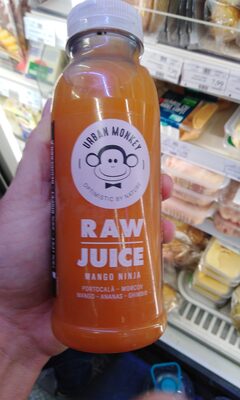 URBAN MONKEY
OPTIMISTIC BY NATURE
RAW
JUICE
MANGO NINJA
PORTOCALĂ - MORCOV
MANGO - ANANAS - GHIMBIR